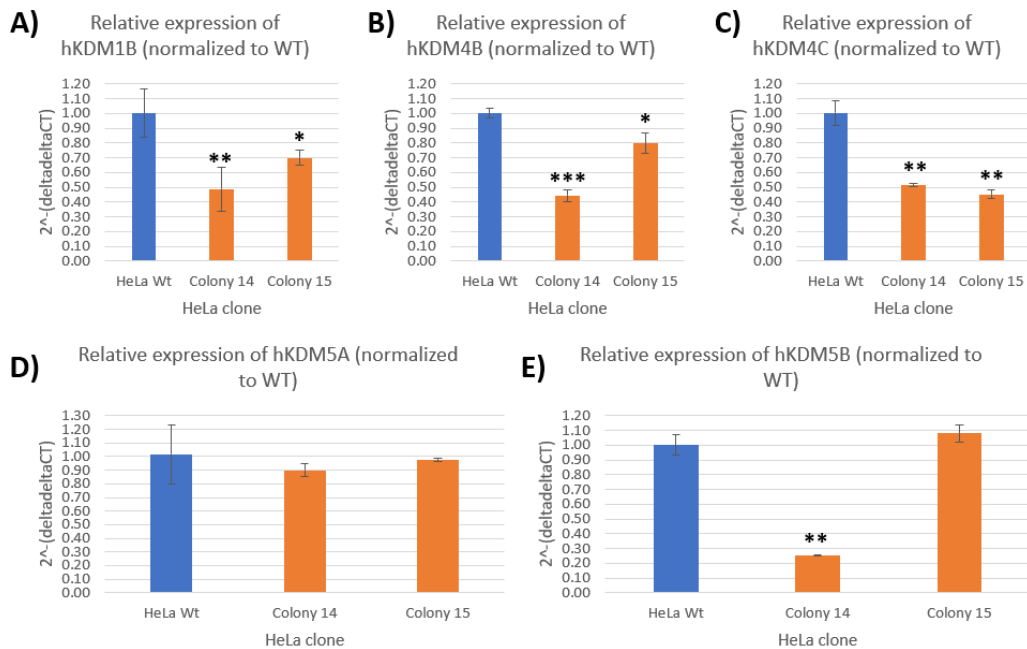 A)
Relative expression of
hKDM1B (normalized to WT)
2^-(deltadeltaCT)
1.20
1.10
1.00
0.90
0.80
0.70
0.60
0.50
0.40
0.30
0.20
0.10
0.00
**
*
HeLa Wt Colony 14 Colony 15
HeLa clone
B)
Relative expression of
hKDM4B (normalized to WT)
2^-(deltadeltaCT)
1.20
1.10
1.00
0.90
0.80
0.70
0.60
0.50
0.40
0.30
0.20
0.10
0.00
***
*
HeLa Wt Colony 14 Colony 15
HeLa clone
C)
Relative expression of
hKDM4C (normalized to WT)
2^-(deltadeltaCT)
1.20
1.10
1.00
0.90
0.80
0.70
0.60
0.50
0.40
0.30
0.20
0.10
0.00
**
**
HeLa Wt Colony 14 Colony 15
HeLa clone
D)
Relative expression of hKDM5A (normalized
to WT)
2^-(deltadeltaCT)
1.30
1.20
1.10
1.00
0.90
0.80
0.70
0.60
0.50
0.40
0.30
0.20
0.10
0.00
HeLa Wt Colony 14 Colony 15
HeLa clone
E)
Relative expression of hKDM5B (normalized to
WT)
2^-(deltadeltaCT)
1.20
1.10
1.00
0.90
0.80
0.70
0.60
0.50
0.40
0.30
0.20
0.10
0.00
**
HeLa Wt Colony 14 Colony 15
HeLa clone